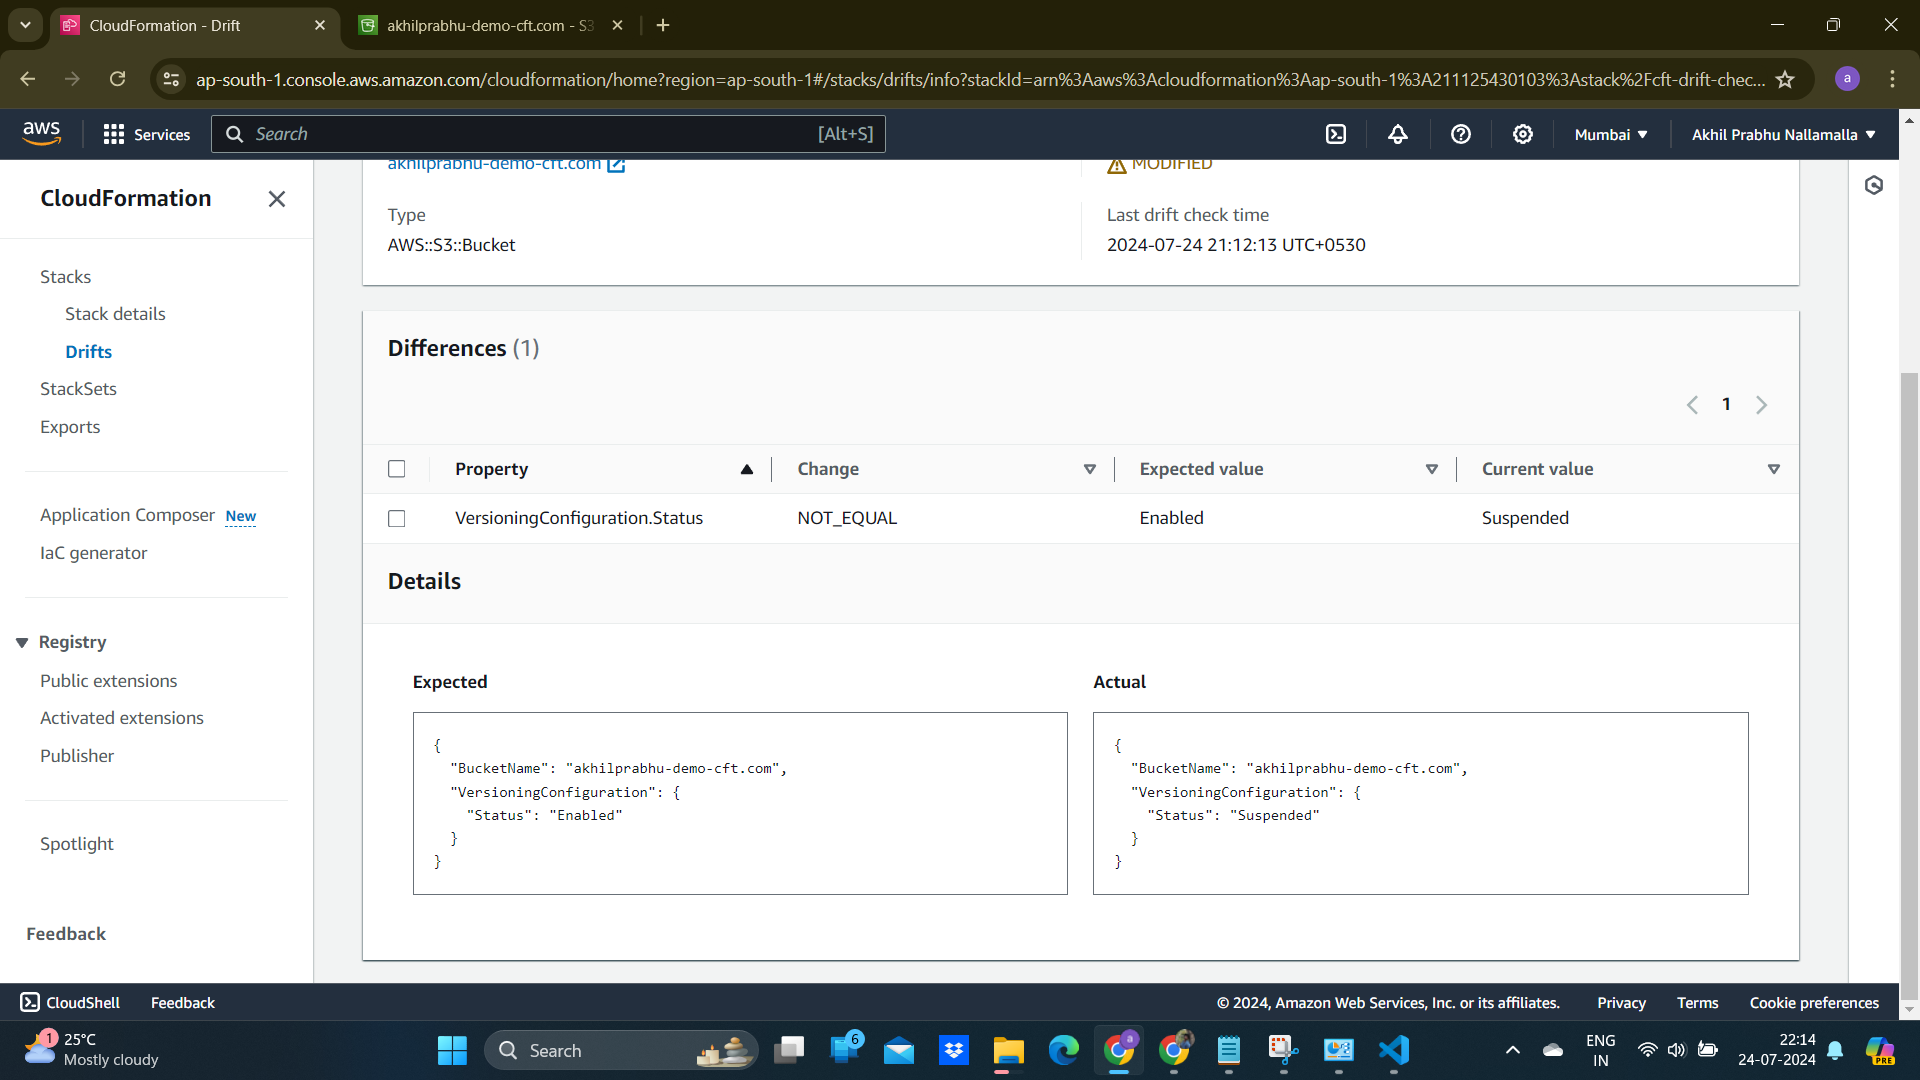 CloudFormation - Drift
akhilprabhu-demo-cft.com - S3
ap-south-1.console.aws.amazon.com/cloudformation/home?region=ap-south-1#/stacks/drifts/info?stackId=arn%3Aaws%3Acloudformation%3Aap-south-1%3A211125430103%3Astack%2Fcft-drift-chec...
a
aws
Services
Search
[Alt+S]
Mumbai
Akhil Prabhu Nallamalla
CloudFormation
Stacks
Stack details
Drifts
StackSets
Exports
Application Composer New
IaC generator
Registry
Public extensions
Activated extensions
Publisher
Spotlight
Feedback
akhilprabhu-demo-cft.com
MODIFIED
Type
AWS::S3::Bucket
Last drift check time
2024-07-24 21:12:13 UTC+0530
Differences (1)
1
Property Change Expected value Current value
VersioningConfiguration.Status NOT_EQUAL Enabled Suspended
Details
Expected
{
"BucketName": "akhilprabhu-demo-cft.com",
"VersioningConfiguration": {
"Status": "Enabled"
}
}
Actual
{
"BucketName": "akhilprabhu-demo-cft.com",
"VersioningConfiguration": {
"Status": "Suspended"
}
}
CloudShell
Feedback
© 2024, Amazon Web Services, Inc. or its affiliates.
Privacy
Terms
Cookie preferences
1
25°C
Mostly cloudy
Search
6
a
ENG
IN
22:14
24-07-2024
PRE